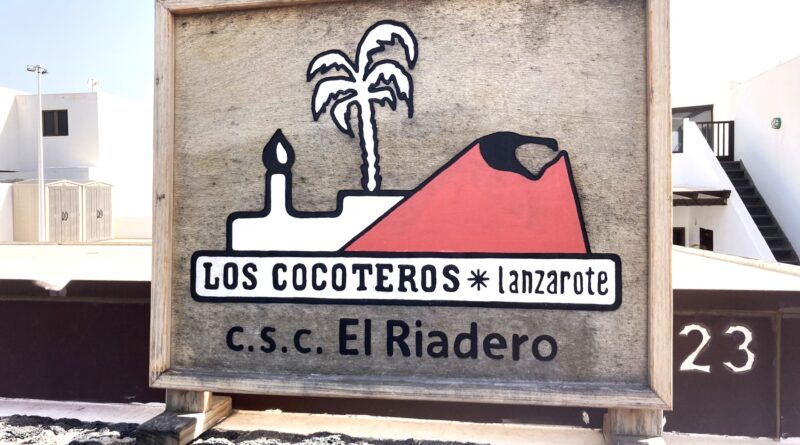 LOS COCOTEROS * Lanzarote
c.s.c. El Riadero
23